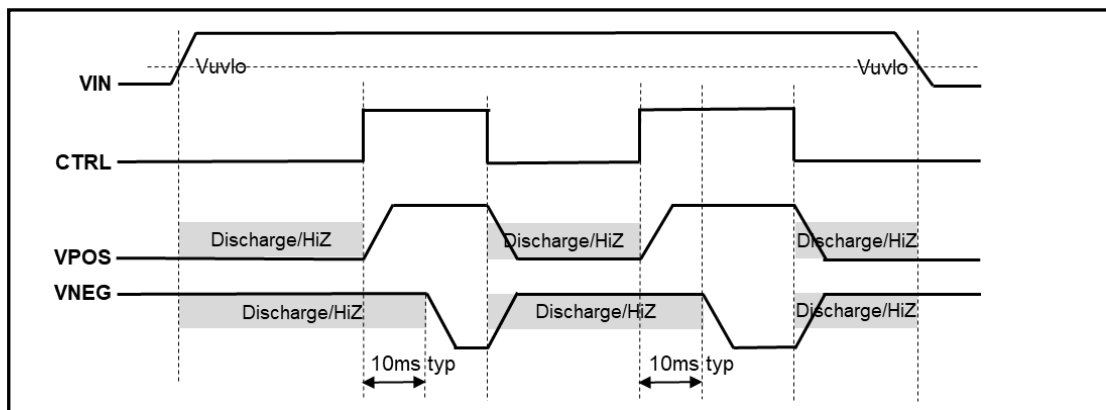 Vuvlo Vuvlo
VIN
CTRL
Discharge/HiZ Discharge/HiZ Discharge/HiZ
VPOS
VNEG
Discharge/HiZ Discharge/HiZ Discharge/HiZ
10ms typ 10ms typ